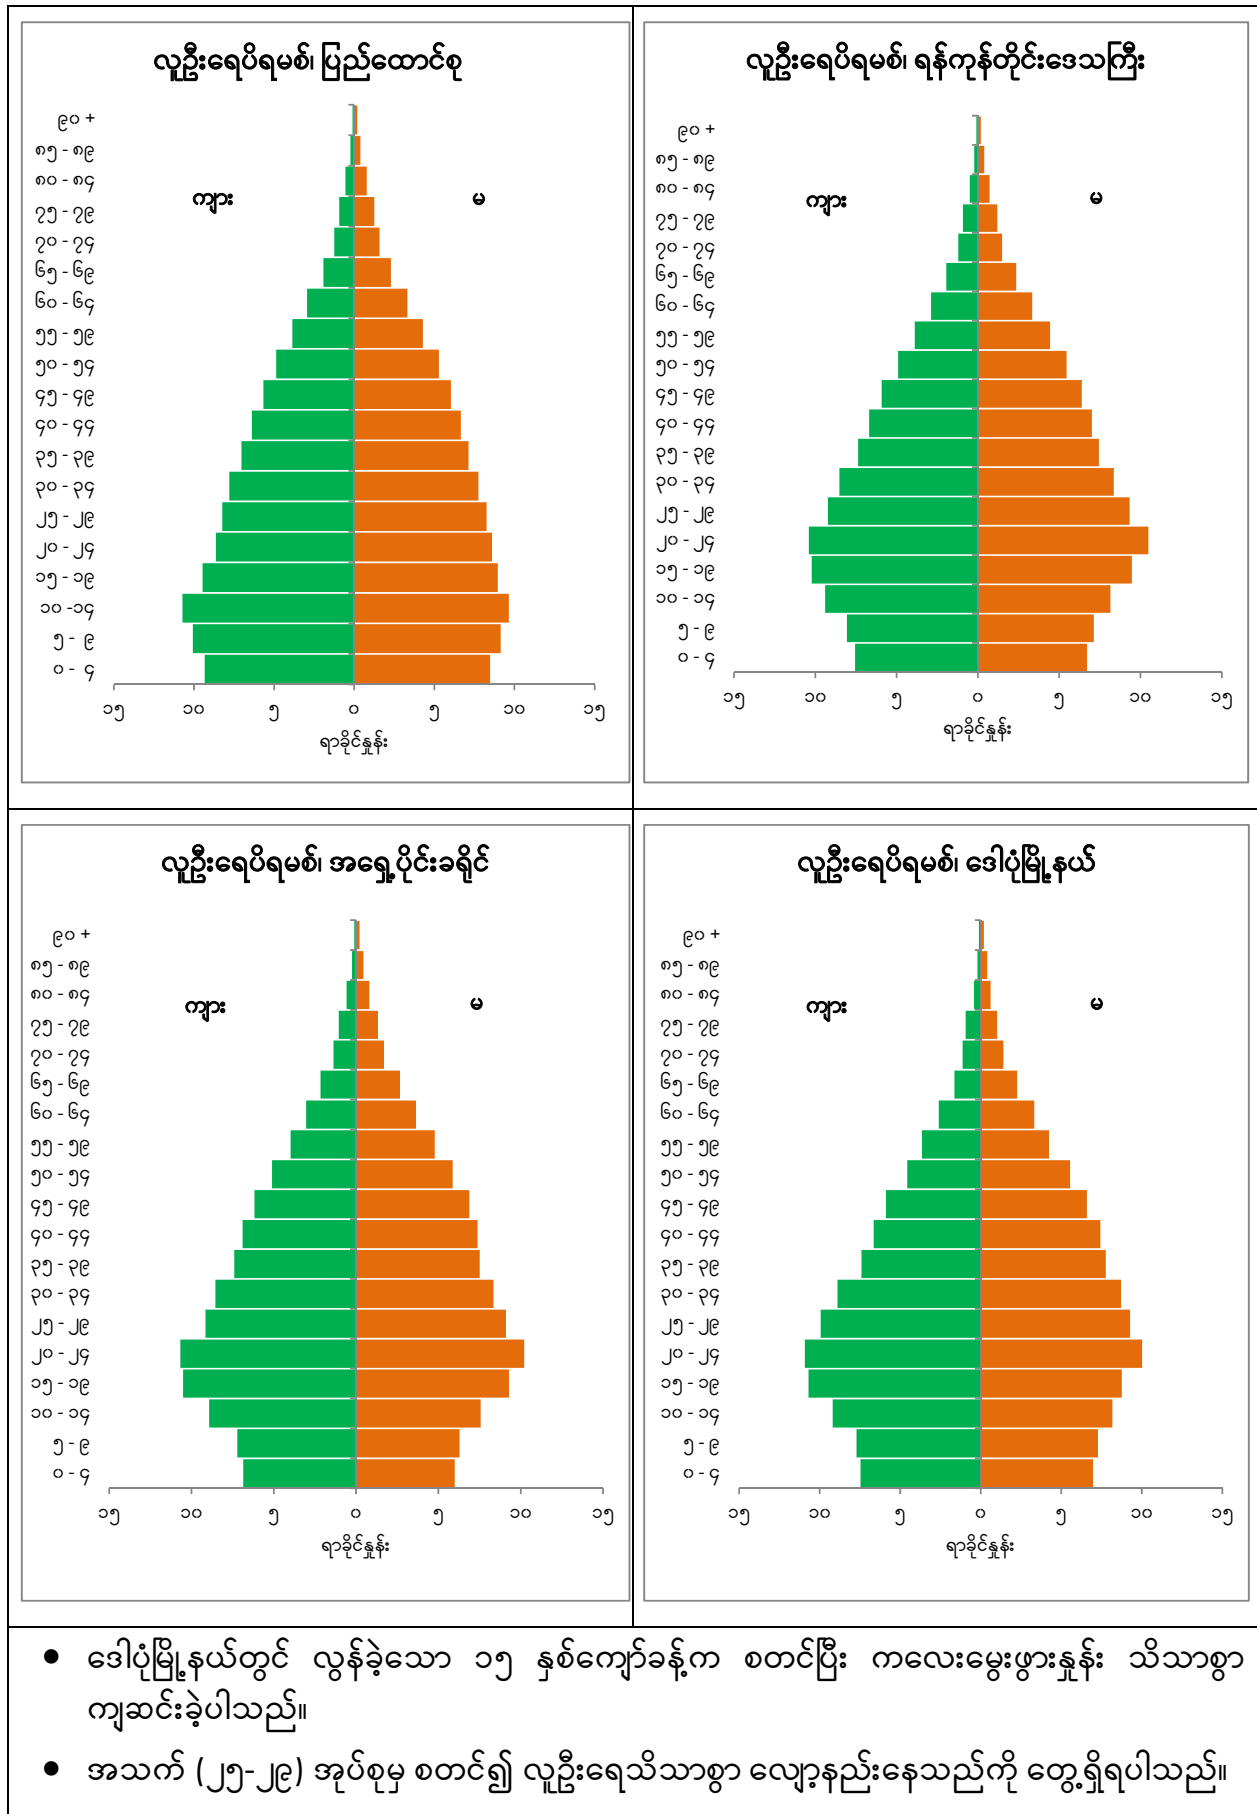 လူဦးရေပိရမစ်၊ ပြည်ထောင်စု
၉၀ +
၈၅ - ၈၉
၈၀ - ၈၄
၇၅ - ၇၉
၇၀ - ၇၄
၆၅ - ၆၉
၆၀ - ၆၄
၅၅ - ၅၉
၅၀ - ၅၄
၄၅ - ၄၉
၄၀ - ၄၄
၃၅ - ၃၉
၃၀ - ၃၄
၂၅ - ၂၉
၂၀ - ၂၄
၁၅ - ၁၉
၁၀ -၁၄
၅ - ၉
၀ - ၄
ကျား မ
၁၅ ၁၀ ၅ ၀ ၅ ၁၀ ၁၅
ရာခိုင်နှုန်း
လူဦးရေပိရမစ်၊ ရန်ကုန်တိုင်းဒေသကြီး
၉၀ +
၈၅ - ၈၉
၈၀ - ၈၄
၇၅ - ၇၉
၇၀ - ၇၄
၆၅ - ၆၉
၆၀ - ၆၄
၅၅ - ၅၉
၅၀ - ၅၄
၄၅ - ၄၉
၄၀ - ၄၄
၃၅ - ၃၉
၃၀ - ၃၄
၂၅ - ၂၉
၂၀ - ၂၄
၁၅ - ၁၉
၁၀ - ၁၄
၅ - ၉
၀ - ၄
ကျား မ
၁၅ ၁၀ ၅ ၀ ၅ ၁၀ ၁၅
ရာခိုင်နှုန်း
လူဦးရေပိရမစ်၊ အရှေ့ပိုင်းခရိုင်
၉၀ +
၈၅ - ၈၉
၈၀ - ၈၄
၇၅ - ၇၉
၇၀ - ၇၄
၆၅ - ၆၉
၆၀ - ၆၄
၅၅ - ၅၉
၅၀ - ၅၄
၄၅ - ၄၉
၄၀ - ၄၄
၃၅ - ၃၉
၃၀ - ၃၄
၂၅ - ၂၉
၂၀ - ၂၄
၁၅ - ၁၉
၁၀ - ၁၄
၅ - ၉
၀ - ၄
ကျား မ
၁၅ ၁၀ ၅ ၀ ၅ ၁၀ ၁၅
ရာခိုင်နှုန်း
လူဦးရေပိရမစ်၊ ဒေါပုံမြို့နယ်
၉၀ +
၈၅ - ၈၉
၈၀ - ၈၄
၇၅ - ၇၉
၇၀ - ၇၄
၆၅ - ၆၉
၆၀ - ၆၄
၅၅ - ၅၉
၅၀ - ၅၄
၄၅ - ၄၉
၄၀ - ၄၄
၃၅ - ၃၉
၃၀ - ၃၄
၂၅ - ၂၉
၂၀ - ၂၄
၁၅ - ၁၉
၁၀ - ၁၄
၅ - ၉
၀ - ၄
ကျား မ
၁၅ ၁၀ ၅ ၀ ၅ ၁၀ ၁၅
ရာခိုင်နှုန်း
● ဒေါပုံမြို့နယ်တွင် လွန်ခဲ့သော ၁၅ နှစ်ကျော်ခန့်က စတင်ပြီး ကလေးမွေးဖွားနှုန်း သိသာစွာ
ကျဆင်းခဲ့ပါသည်။
● အသက် (၂၅-၂၉) အုပ်စုမှ စတင်၍ လူဦးရေသိသာစွာ လျော့နည်းနေသည်ကို တွေ့ရှိရပါသည်။